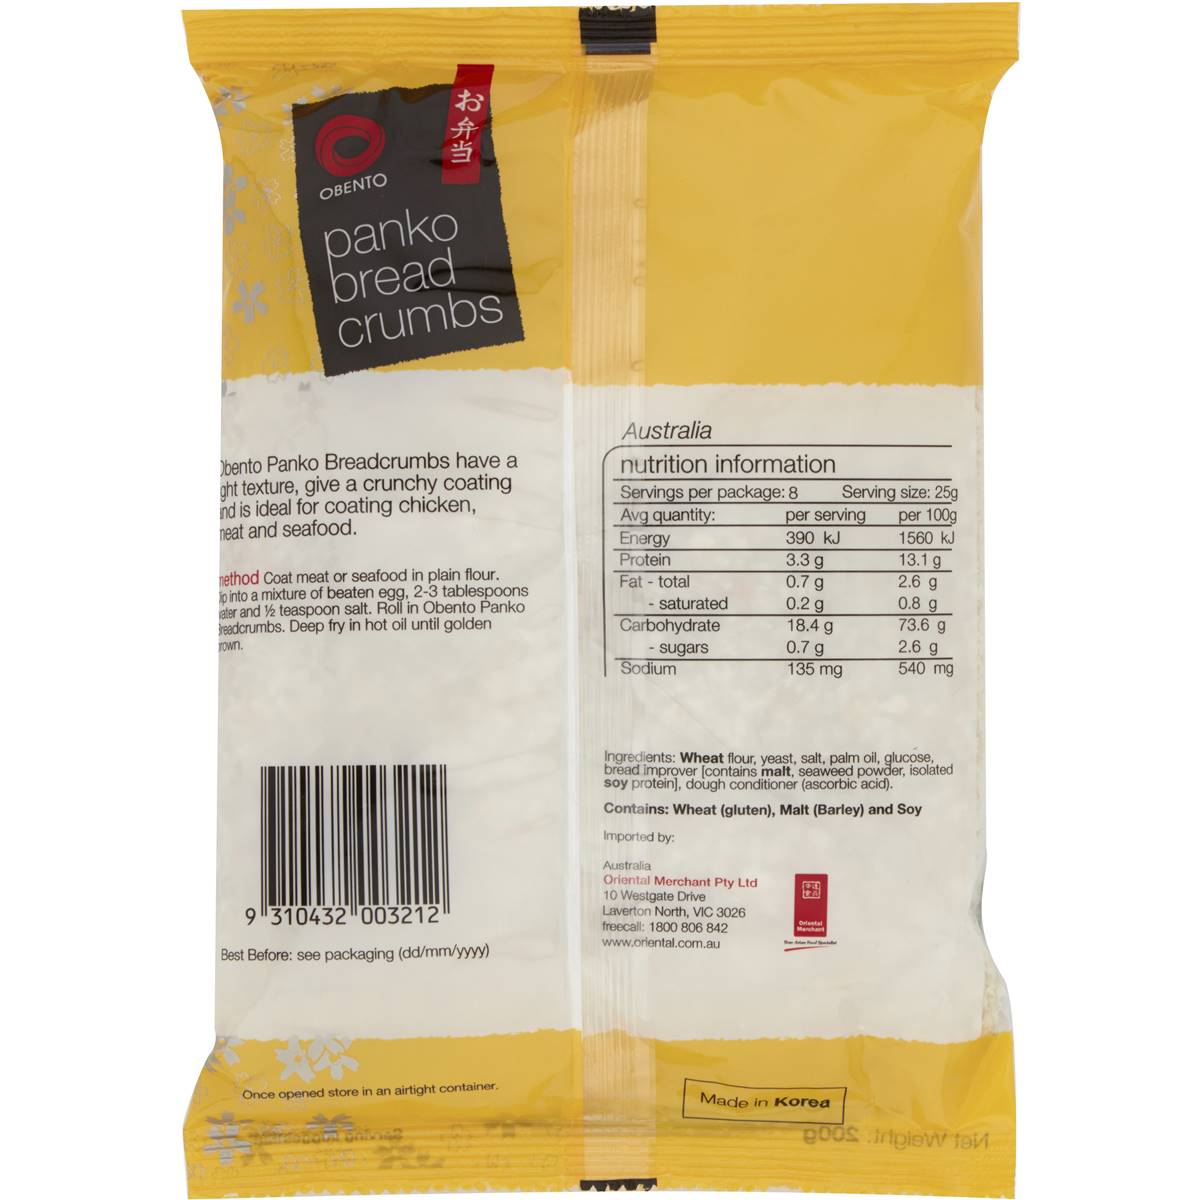 お弁当
OBENTO
panko
bread
crumbs
Obento Panko Breadcrumbs have a
ght texture, give a crunchy coating
and is ideal for coating chicken,
meat and seafood.
method Coat meat or seafood in plain flour.
Dip into a mixture of beaten egg, 2-3 tablespoons
water and ½ teaspoon salt. Roll in Obento Panko
Breadcrumbs. Deep fry in hot oil until golden
rown.
9 310432 003212
Best Before: see packaging (dd/mm/yyyy)
Once opened store in an airtight container.
Australia
nutrition information
Servings per package: 8 Serving size: 25g
Avg quantity: per serving per 100g
Energy 390 kJ 1560 kJ
Protein 3.3 g 13.1 g
Fat - total 0.7 g 2.6 g
- saturated 0.2 g 0.8 g
Carbohydrate 18.4 g 73.6 g
- sugars 0.7 g 2.6 g
Sodium 135 mg 540 mg
Ingredients: Wheat flour, yeast, salt, palm oil, glucose,
bread improver [contains malt, seaweed powder, isolated
soy protein], dough conditioner (ascorbic acid).
Contains: Wheat (gluten), Malt (Barley) and Soy
Imported by:
Australia
Oriental Merchant Pty Ltd
10 Westgate Drive
Laverton North, VIC 3026
freecall: 1800 806 842
www.oriental.com.au
Oriental
Merchant
Your Asian Food Specialist
Made in Korea
Net Weight: 200g